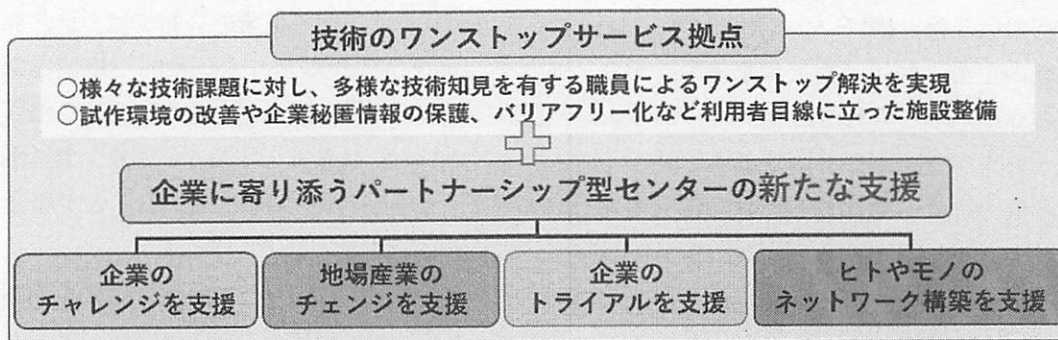 技術のワンストップサービス拠点
○様々な技術課題に対し、多様な技術知見を有する職員によるワンストップ解決を実現
○試作環境の改善や企業秘匿情報の保護、バリアフリー化など利用者目線に立った施設整備
企業に寄り添うパートナーシップ型センターの新たな支援
企業の
チャレンジを支援
地場産業の
チェンジを支援
企業の
トライアルを支援
ヒトやモノの
ネットワーク構築を支援